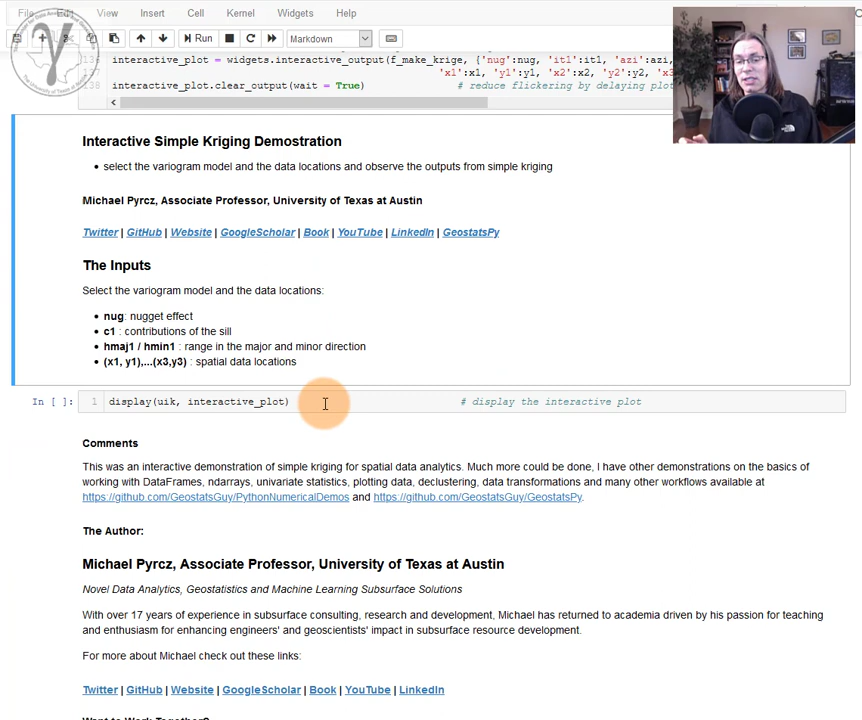 File Edit View Insert Cell Kernel Widgets Help
Run Markdown
136 interactive_plot = widgets.interactive_output(f_make_krige, {'nug':nug, 'it1':it1, 'azi':azi,
137 'x1':x1, 'y1':y1, 'x2':x2, 'y2':y2, 'x3
138 interactive_plot.clear_output(wait = True) # reduce flickering by delaying plot
Interactive Simple Kriging Demostration
• select the variogram model and the data locations and observe the outputs from simple kriging
Michael Pyrcz, Associate Professor, University of Texas at Austin
Twitter | GitHub | Website | GoogleScholar | Book | YouTube | LinkedIn | GeostatsPy
The Inputs
Select the variogram model and the data locations:
• nug: nugget effect
• c1 : contributions of the sill
• hmaj1 / hmin1 : range in the major and minor direction
• (x1, y1),...(x3,y3) : spatial data locations
In [ ]: 1 display(uik, interactive_plot) # display the interactive plot
Comments
This was an interactive demonstration of simple kriging for spatial data analytics. Much more could be done, I have other demonstrations on the basics of
working with DataFrames, ndarrays, univariate statistics, plotting data, declustering, data transformations and many other workflows available at
https://github.com/GeostatsGuy/PythonNumericalDemos and https://github.com/GeostatsGuy/GeostatsPy.
The Author:
Michael Pyrcz, Associate Professor, University of Texas at Austin
Novel Data Analytics, Geostatistics and Machine Learning Subsurface Solutions
With over 17 years of experience in subsurface consulting, research and development, Michael has returned to academia driven by his passion for teaching
and enthusiasm for enhancing engineers' and geoscientists' impact in subsurface resource development.
For more about Michael check out these links:
Twitter | GitHub | Website | GoogleScholar | Book | YouTube | LinkedIn
Want to Work Together?